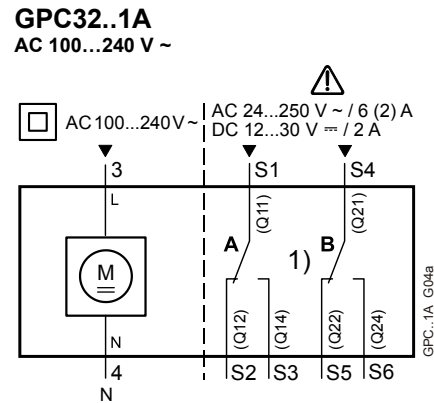 GPC32..1A
AC 100...240 V ~
AC 100...240 V ~
AC 24...250 V ~ / 6 (2) A
DC 12...30 V ⎓ / 2 A
3
S1
S4
L
(Q11)
(Q21)
A
1)
B
M
(Q12)
(Q14)
(Q22)
(Q24)
N
4
S2
S3
S5
S6
N
GPC..1A G04a